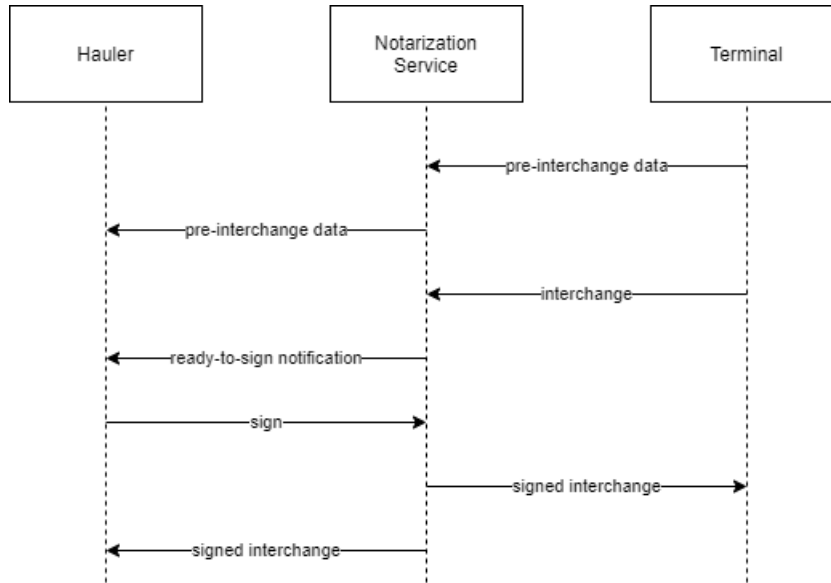 Hauler
Notarization
Service
Terminal
pre-interchange data
pre-interchange data
interchange
ready-to-sign notification
sign
signed interchange
signed interchange